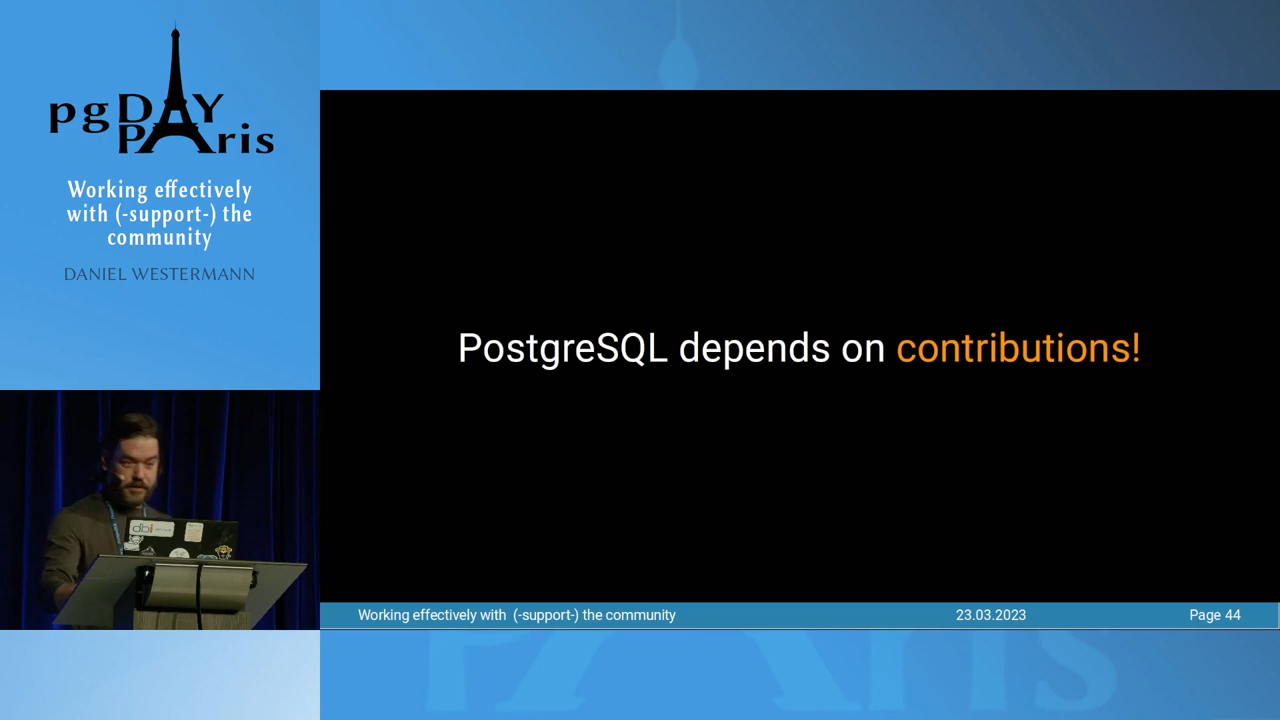 pgDAY
PAris
Working effectively
with (-support-) the
community
DANIEL WESTERMANN
PostgreSQL depends on contributions!
dbi
Working effectively with (-support-) the community
23.03.2023
Page 44